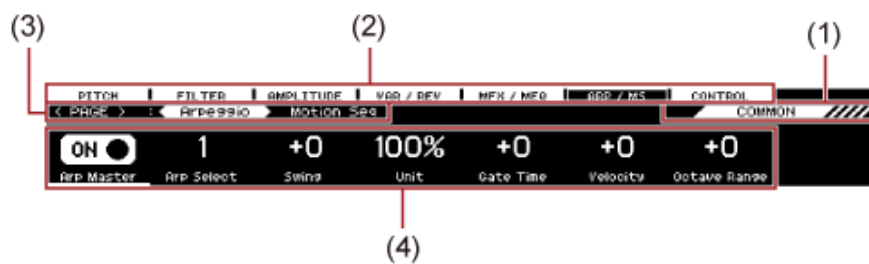 (2)
(3) (1)
PITCH FILTER AMPLITUDE VAR / REV MFX / MEQ ARP / MS CONTROL
< PAGE > : Arpeggio Motion Seq COMMON
ON 1 +0 100% +0 +0 +0
Arp Master Arp Select Swing Unit Gate Time Velocity Octave Range
(4)